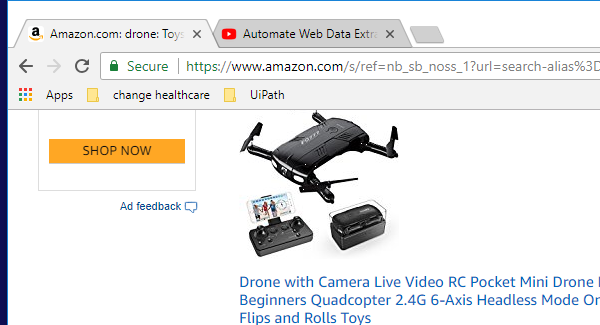 Amazon.com: drone: Toys
Automate Web Data Extra
Secure https://www.amazon.com/s/ref=nb_sb_noss_1?url=search-alias%3D
Apps change healthcare UiPath
SHOP NOW
Ad feedback
Drone with Camera Live Video RC Pocket Mini Drone
Beginners Quadcopter 2.4G 6-Axis Headless Mode On
Flips and Rolls Toys